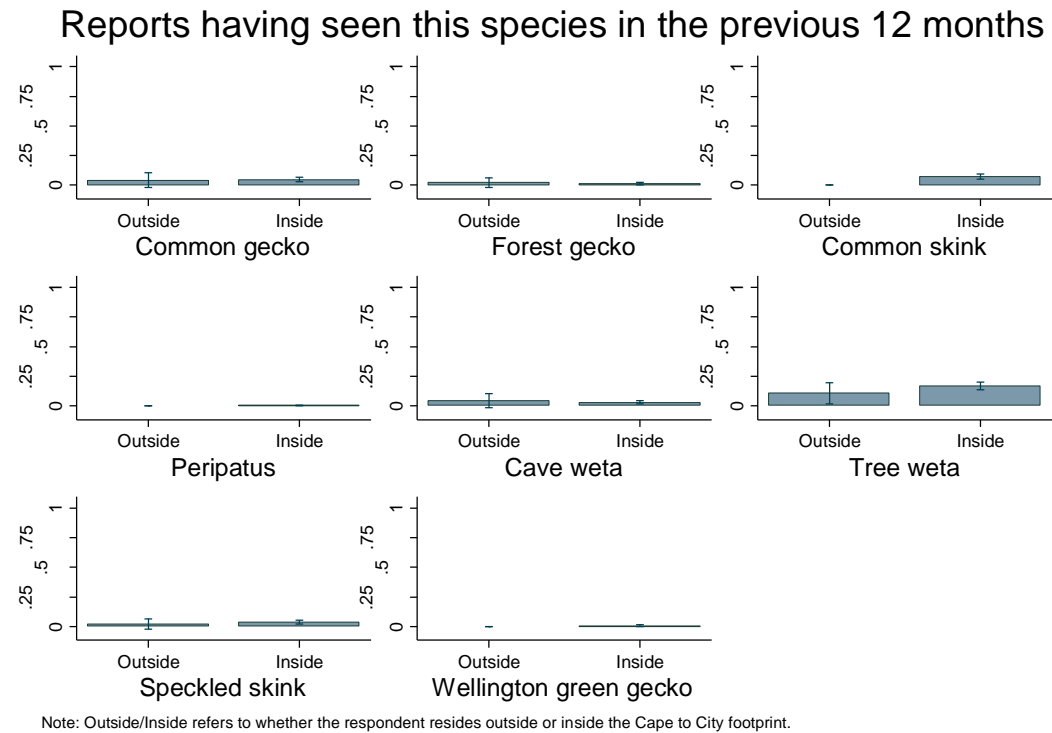 Reports having seen this species in the previous 12 months
0 .25 .5 .75 1
Outside Inside
Common gecko
0 .25 .5 .75 1
Outside Inside
Forest gecko
0 .25 .5 .75 1
Outside Inside
Common skink
0 .25 .5 .75 1
Outside Inside
Peripatus
0 .25 .5 .75 1
Outside Inside
Cave weta
0 .25 .5 .75 1
Outside Inside
Tree weta
0 .25 .5 .75 1
Outside Inside
Speckled skink
0 .25 .5 .75 1
Outside Inside
Wellington green gecko
Note: Outside/Inside refers to whether the respondent resides outside or inside the Cape to City footprint.